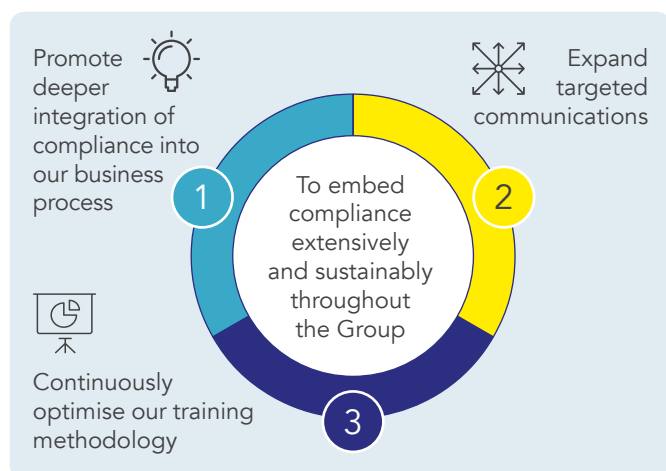 Promote
deeper
integration of
compliance into
our business
process
1
Expand
targeted
communications
2
To embed
compliance
extensively
and sustainably
throughout
the Group
Continuously
optimise our training
methodology
3